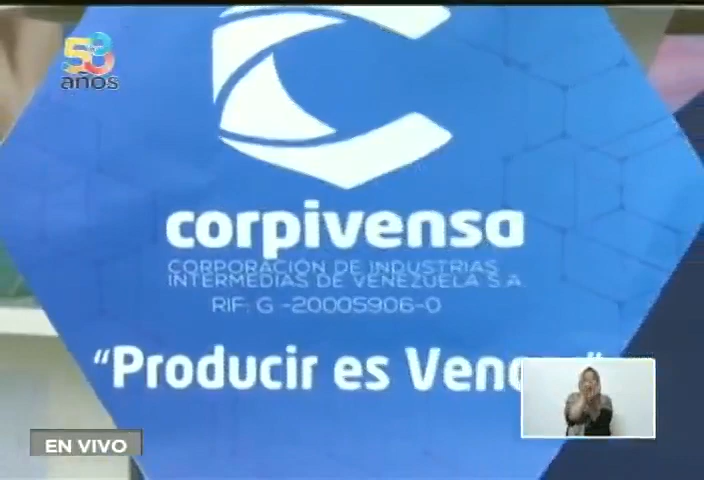 58 años
corpivensa
CORPORACIÓN DE INDUSTRIAS
INTERMEDIAS DE VENEZUELA S.A.
RIF: G -20005906-0
“Producir es
EN VIVO